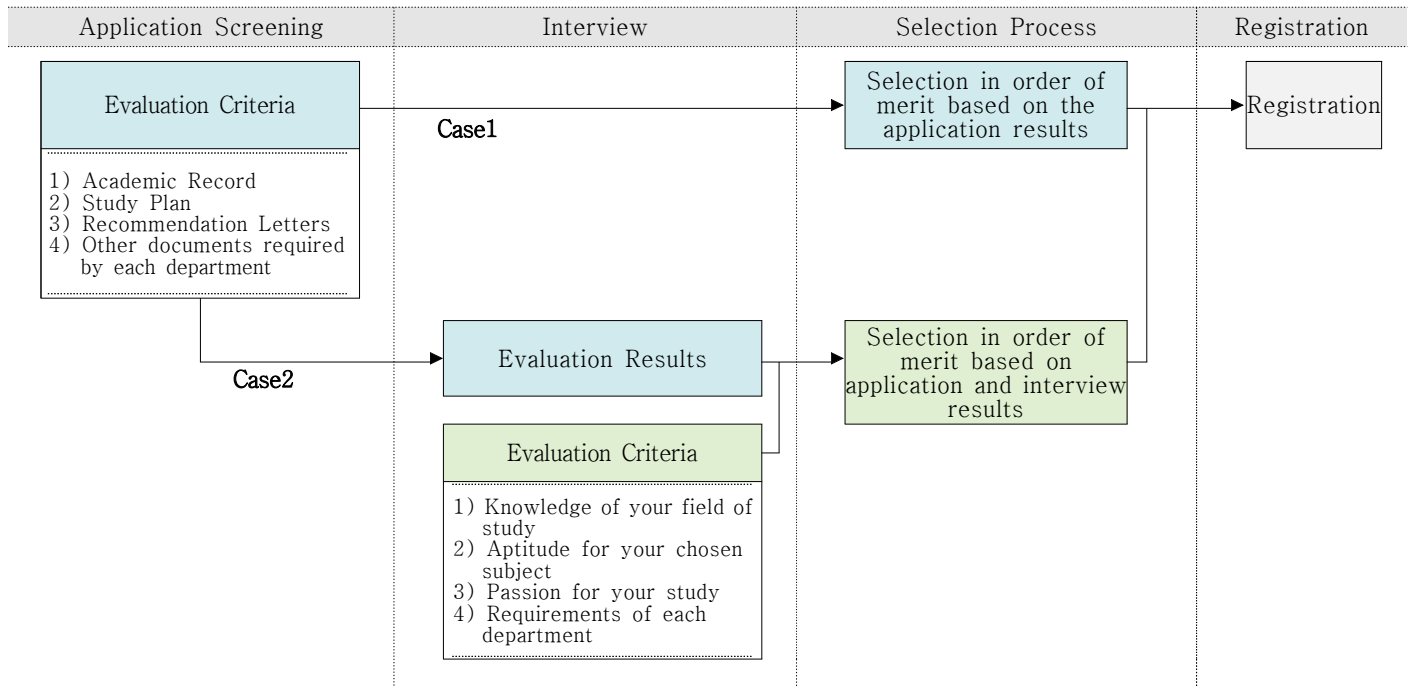 Application Screening
Interview
Selection Process
Registration
Evaluation Criteria
1) Academic Record
2) Study Plan
3) Recommendation Letters
4) Other documents required
by each department
Case1
Selection in order of
merit based on the
application results
Registration
Case2
Evaluation Results
Selection in order of
merit based on
application and interview
results
Evaluation Criteria
1) Knowledge of your field of
study
2) Aptitude for your chosen
subject
3) Passion for your study
4) Requirements of each
department